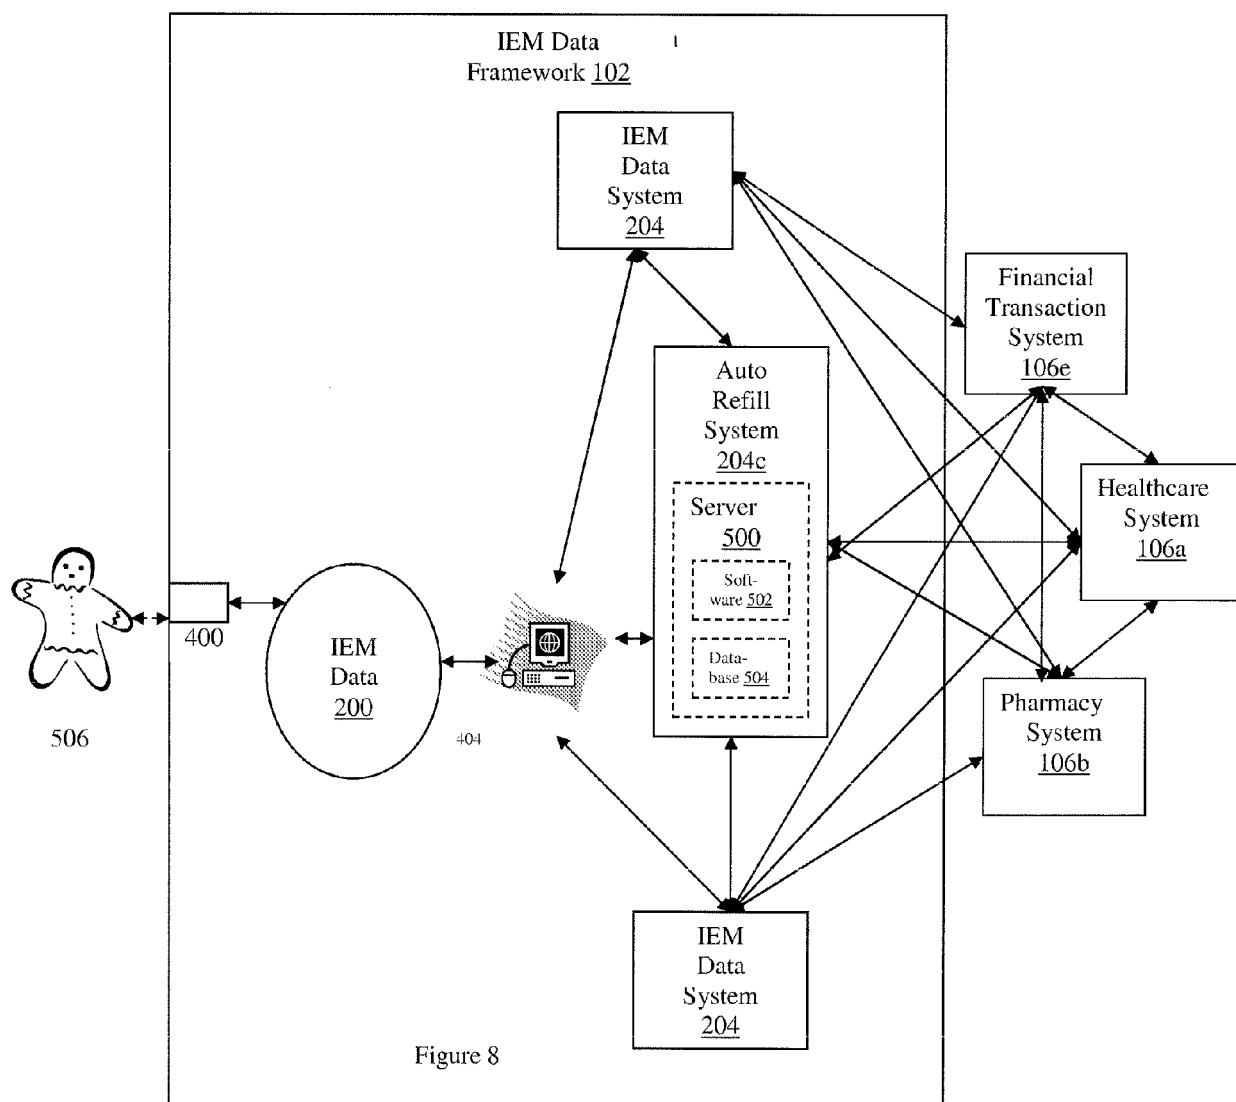 IEM Data
Framework 102
IEM
Data
System
204
Financial
Transaction
System
106e
Auto
Refill
System
204c
Server
500
Soft-
ware 502
Data-
base 504
Healthcare
System
106a
400
IEM
Data
200
506
404
Pharmacy
System
106b
IEM
Data
System
204
Figure 8